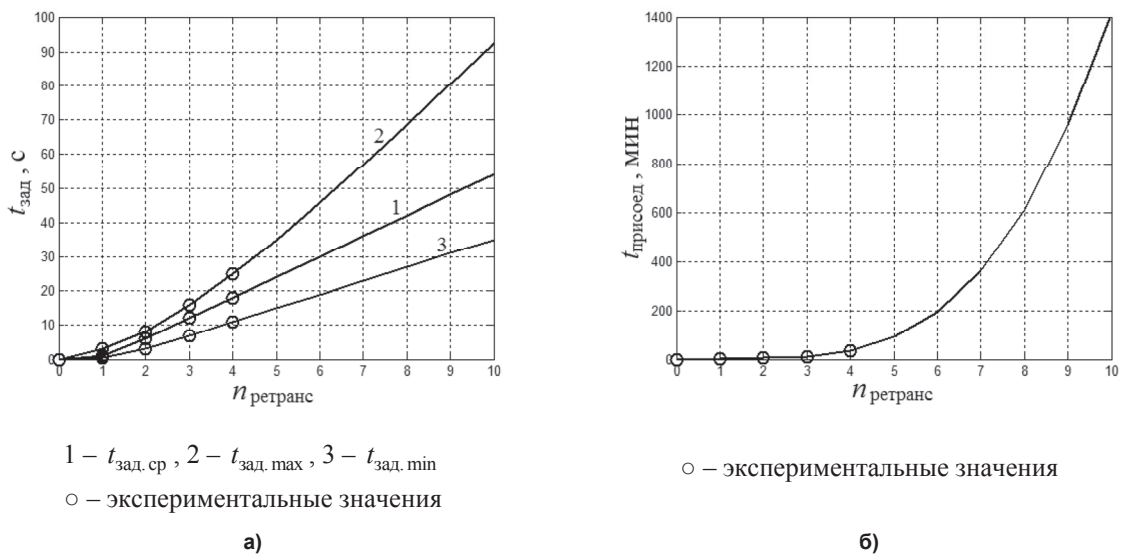 100
90
80
70
60
50
40
30
20
10
0
t зад , с
0 1 2 3 4 5 6 7 8 9 10
n ретранс
2
1
3
1 – t зад. ср , 2 – t зад. max , 3 – t зад. min
○ – экспериментальные значения
а)
1400
1200
1000
800
600
400
200
0
t присоед , мин
0 1 2 3 4 5 6 7 8 9 10
n ретранс
○ – экспериментальные значения
б)